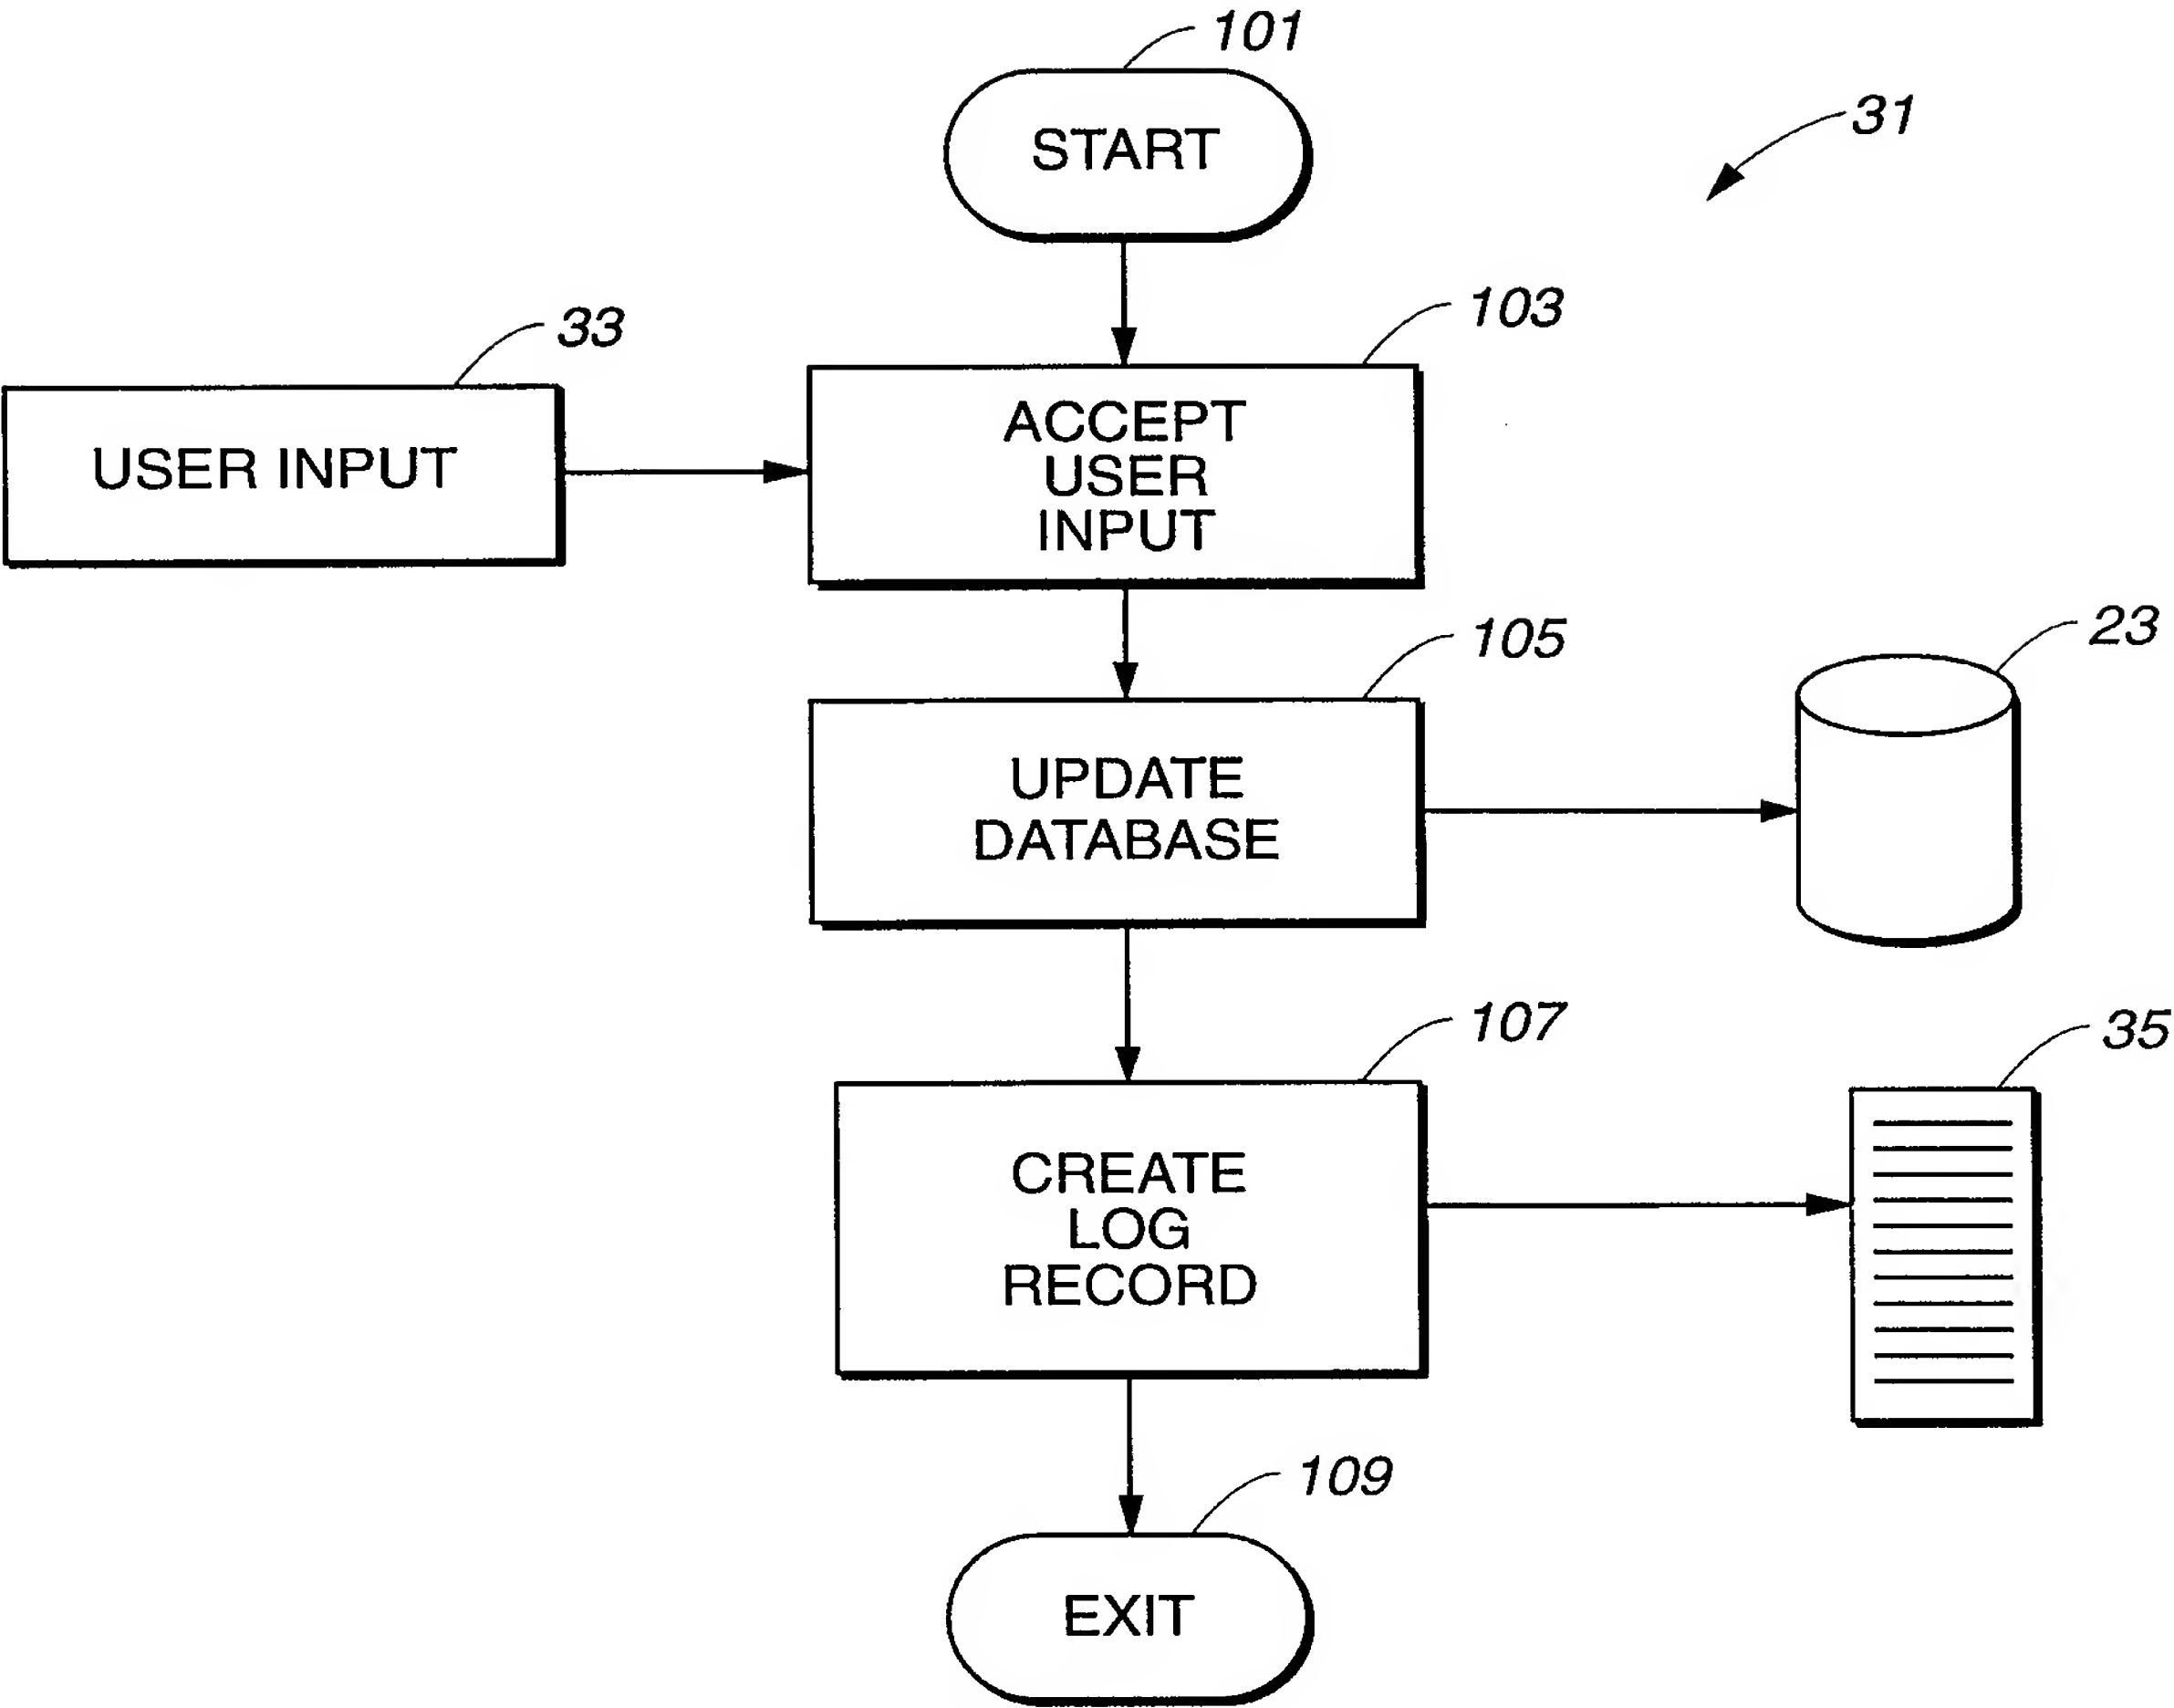 101
START
31
33
103
USER INPUT
ACCEPT
USER
INPUT
105
23
UPDATE
DATABASE
107
35
CREATE
LOG
RECORD
109
EXIT